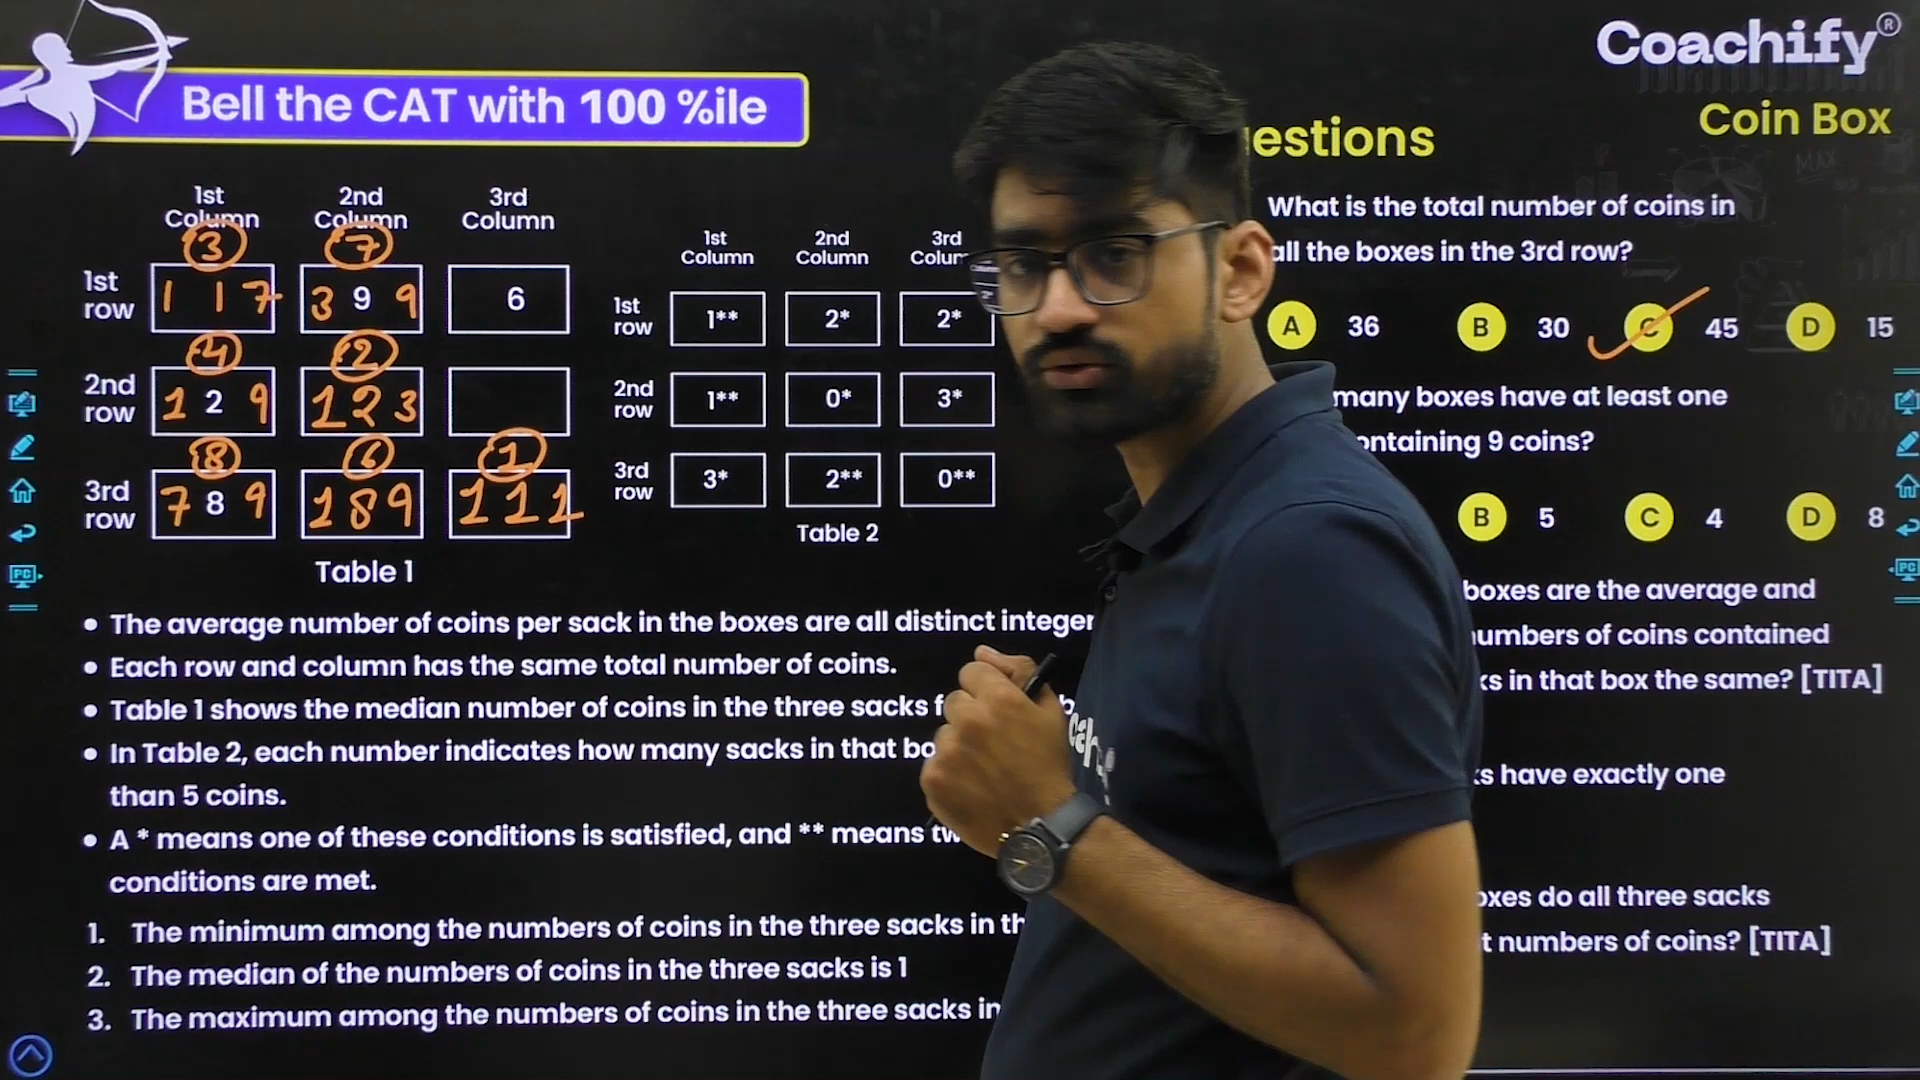 Coachify®
Bell the CAT with 100 %ile
Coin Box
estions
1st Column
2nd Column
3rd Column
3
7
1st row
1 1 7
3 9 9
6
4
2
2nd row
1 2 9
1 2 3
8
6
1
3rd row
7 8 9
1 8 9
1 1 1
Table 1
1st Column
2nd Column
3rd
1st row
1**
2*
2*
2nd row
1**
0*
3*
3rd row
3*
2**
0**
Table 2
What is the total number of coins in
all the boxes in the 3rd row?
A 36
B 30
C 45
D 15
many boxes have at least one
ontaining 9 coins?
B 5
C 4
D 8
boxes are the average and
umbers of coins contained
ks in that box the same? [TITA]
ks have exactly one
oxes do all three sacks
t numbers of coins? [TITA]
• The average number of coins per sack in the boxes are all distinct integer
• Each row and column has the same total number of coins.
• Table 1 shows the median number of coins in the three sacks
• In Table 2, each number indicates how many sacks in that bo
than 5 coins.
• A * means one of these conditions is satisfied, and ** means tw
conditions are met.
1. The minimum among the numbers of coins in the three sacks in th
2. The median of the numbers of coins in the three sacks is 1
3. The maximum among the numbers of coins in the three sacks in
PC
PC